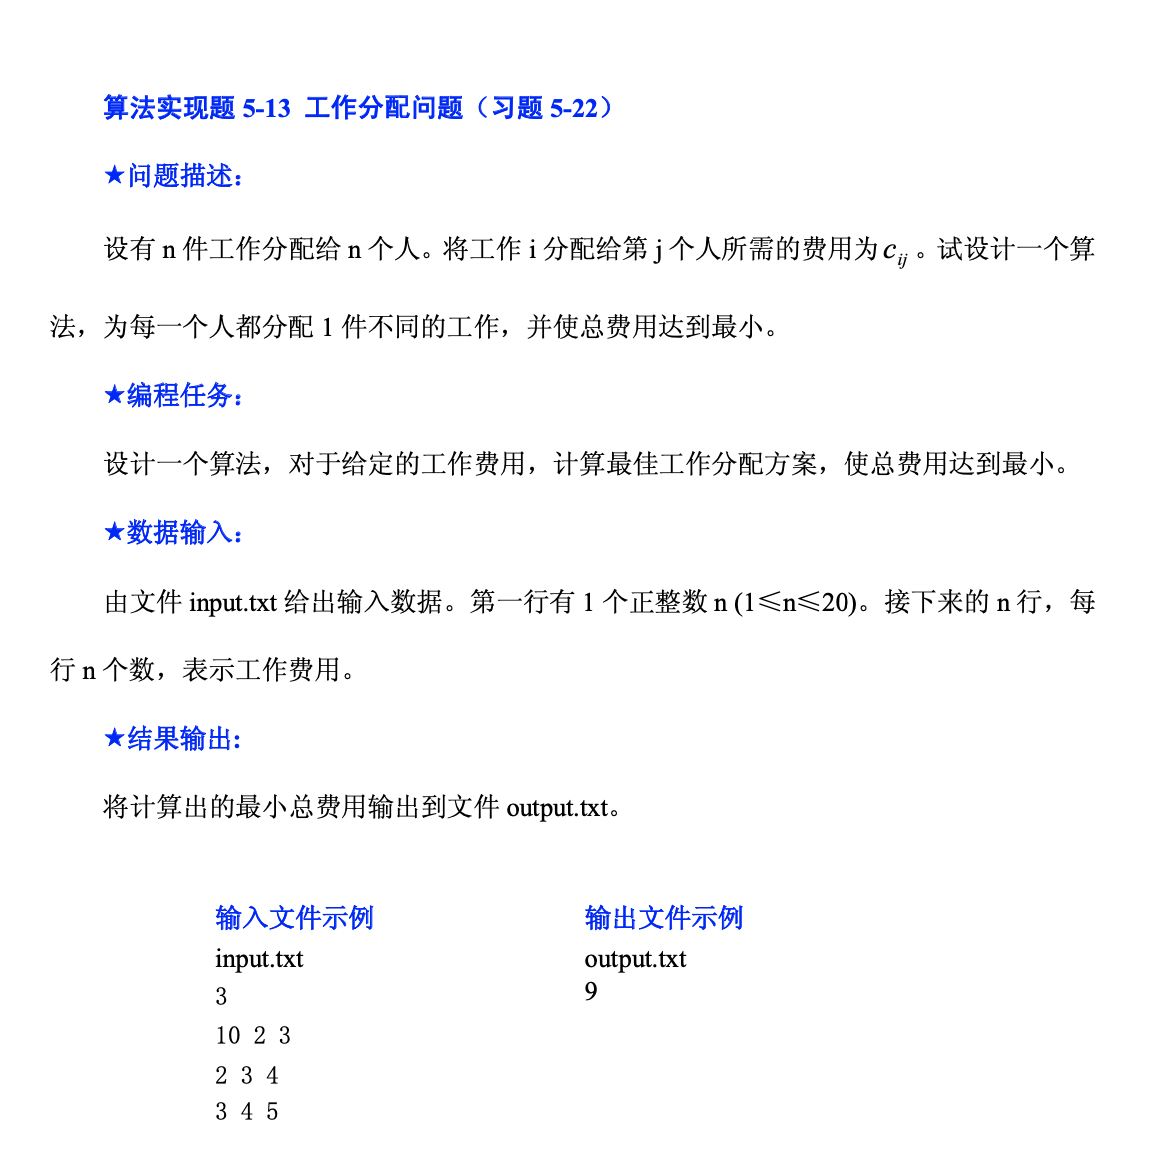 算法实现题 5-13 工作分配问题（习题 5-22）
★问题描述：
设有 n 件工作分配给 n 个人。将工作 i 分配给第 j 个人所需的费用为 c_ij 。试设计一个算
法，为每一个人都分配 1 件不同的工作，并使总费用达到最小。
★编程任务：
设计一个算法，对于给定的工作费用，计算最佳工作分配方案，使总费用达到最小。
★数据输入：
由文件 input.txt 给出输入数据。第一行有 1 个正整数 n (1≤n≤20)。接下来的 n 行，每
行 n 个数，表示工作费用。
★结果输出:
将计算出的最小总费用输出到文件 output.txt。
输入文件示例 输出文件示例
input.txt output.txt
3 9
10 2 3
2 3 4
3 4 5